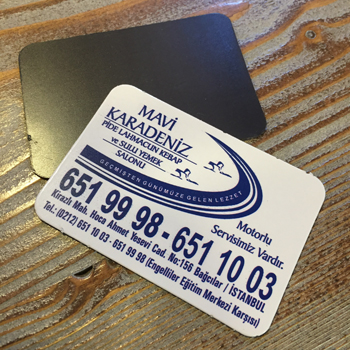 MAVİ
KARADENİZ
PİDE LAHMACUN KEBAP
ve SULU YEMEK
SALONU
GEÇMİŞTEN GÜNÜMÜZE GELEN LEZZET
Motorlu
Servisimiz Vardır.
651 99 98 - 651 10 03
Kirazlı Mah. Hoca Ahmet Yesevi Cad. No:156 Bağcılar / İSTANBUL
Tel.: (0212) 651 10 03 - 651 99 98 (Engelliler Eğitim Merkezi Karşısı)